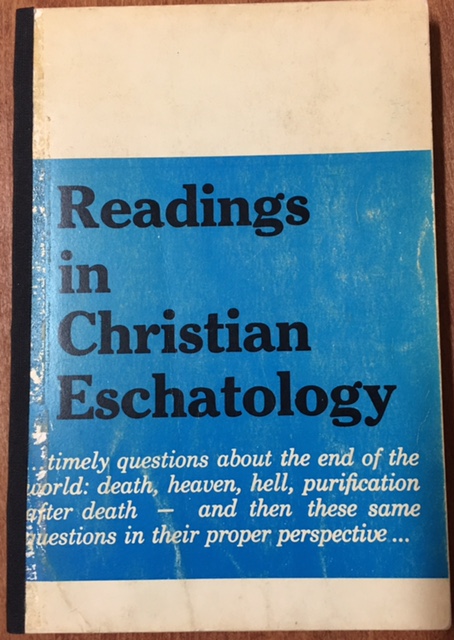 Readings
in
Christian
Eschatology
...timely questions about the end of the
world: death, heaven, hell, purification
after death — and then these same
questions in their proper perspective ...